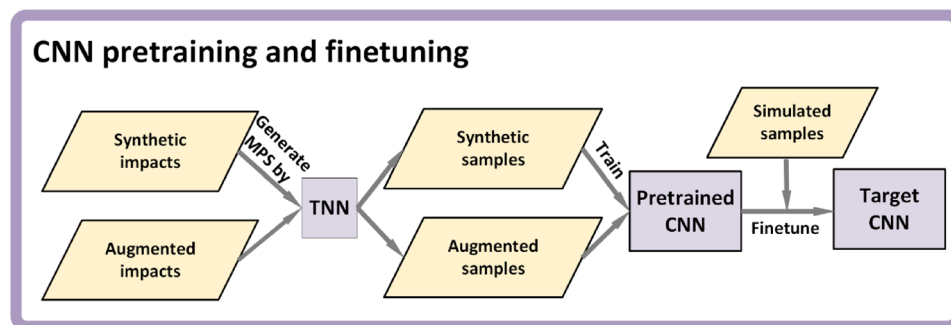 CNN pretraining and finetuning
Synthetic
impacts
Generate
MPS by
Augmented
impacts
TNN
Synthetic
samples
Augmented
samples
Train
Pretrained
CNN
Simulated
samples
Finetune
Target
CNN